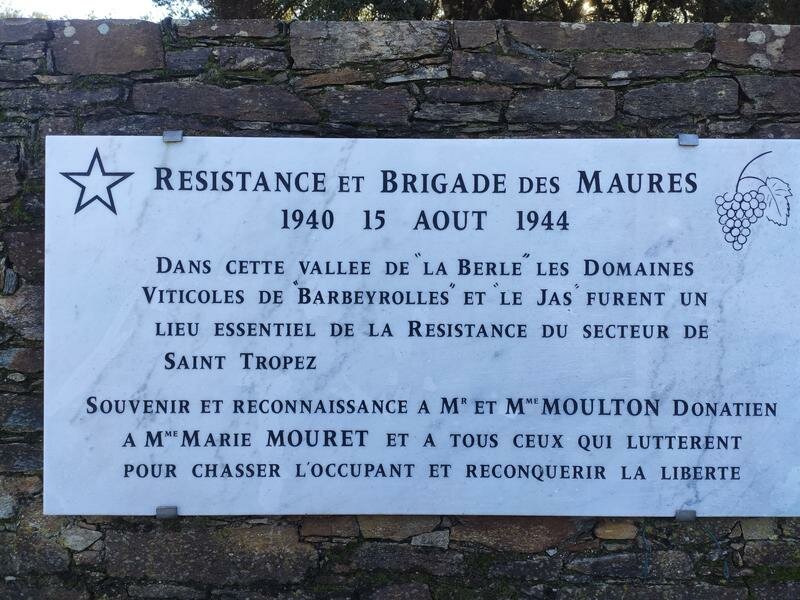 RESISTANCE ET BRIGADE DES MAURES
1940 15 AOUT 1944
DANS CETTE VALLEE DE "LA BERLE" LES DOMAINES
VITICOLES DE "BARBEYROLLES" ET "LE JAS" FURENT UN
LIEU ESSENTIEL DE LA RESISTANCE DU SECTEUR DE
SAINT TROPEZ
SOUVENIR ET RECONNAISSANCE A MR ET MME MOULTON DONATIEN
A MME MARIE MOURET ET A TOUS CEUX QUI LUTTERENT
POUR CHASSER L'OCCUPANT ET RECONQUERIR LA LIBERTE